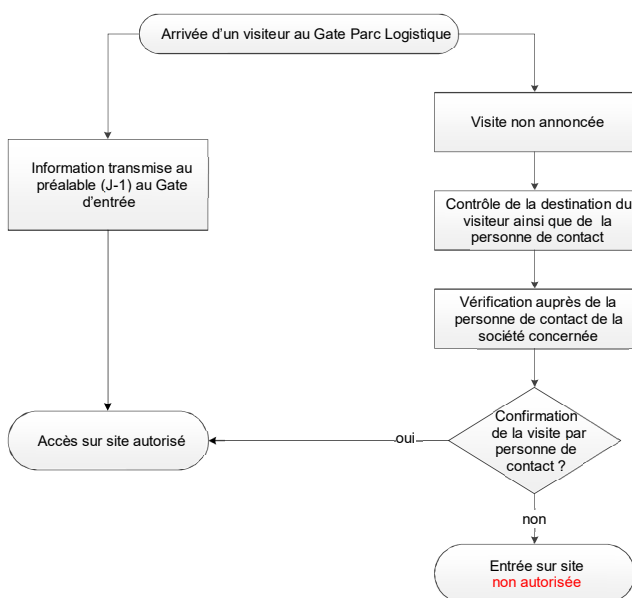 Arrivée d'un visiteur au Gate Parc Logistique
Visite non annoncée
Information transmise au
préalable (J-1) au Gate
d'entrée
Contrôle de la destination du
visiteur ainsi que de la
personne de contact
Vérification auprès de la
personne de contact de la
société concernée
Confirmation
de la visite par
personne de
contact ?
oui
Accès sur site autorisé
non
Entrée sur site
non autorisée